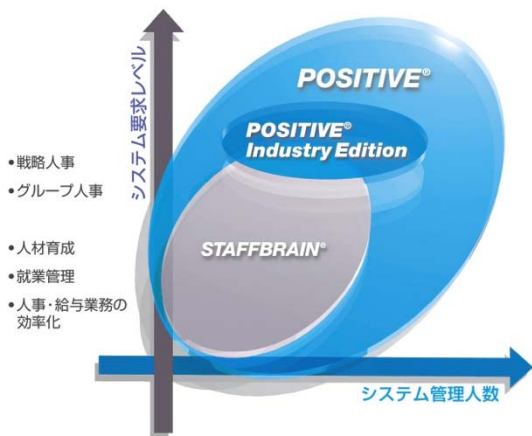 システム要求レベル
POSITIVE®
POSITIVE®
Industry Edition
•戦略人事
•グループ人事
STAFFBRAIN®
•人材育成
•就業管理
•人事・給与業務の
効率化
システム管理人数